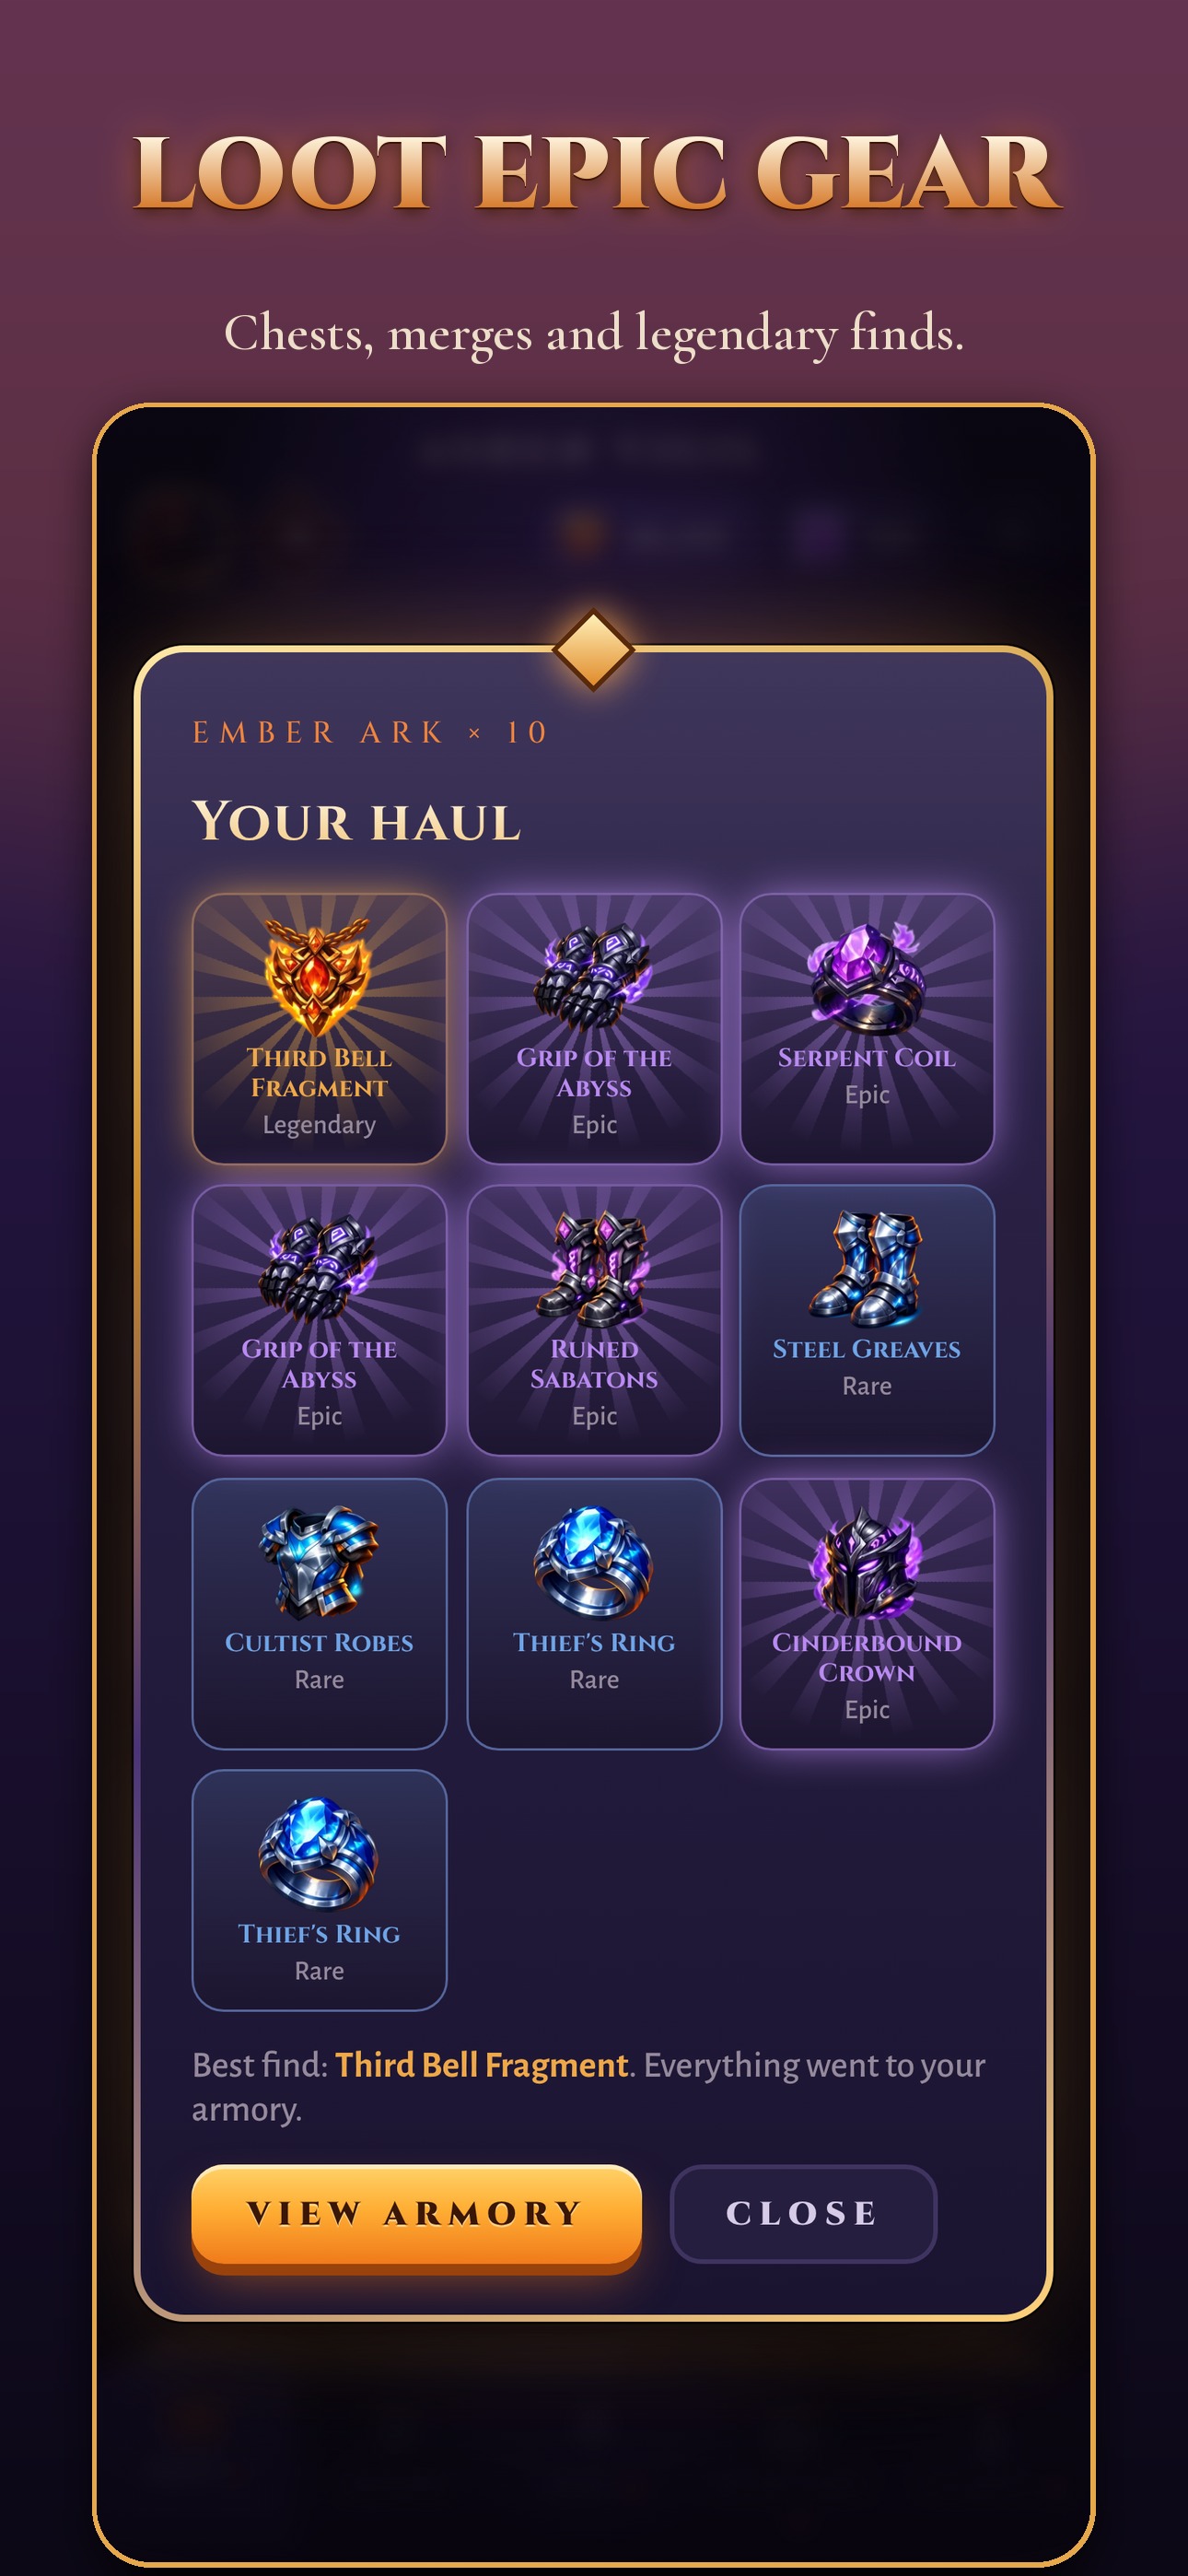 LOOT EPIC GEAR
Chests, merges and legendary finds.
EMBER ARK × 10
YOUR HAUL
THIRD BELL
FRAGMENT
Legendary
GRIP OF THE
ABYSS
Epic
SERPENT COIL
Epic
GRIP OF THE
ABYSS
Epic
RUNED
SABATONS
Epic
STEEL GREAVES
Rare
CULTIST ROBES
Rare
THIEF'S RING
Rare
CINDERBOUND
CROWN
Epic
THIEF'S RING
Rare
Best find: Third Bell Fragment. Everything went to your
armory.
VIEW ARMORY
CLOSE